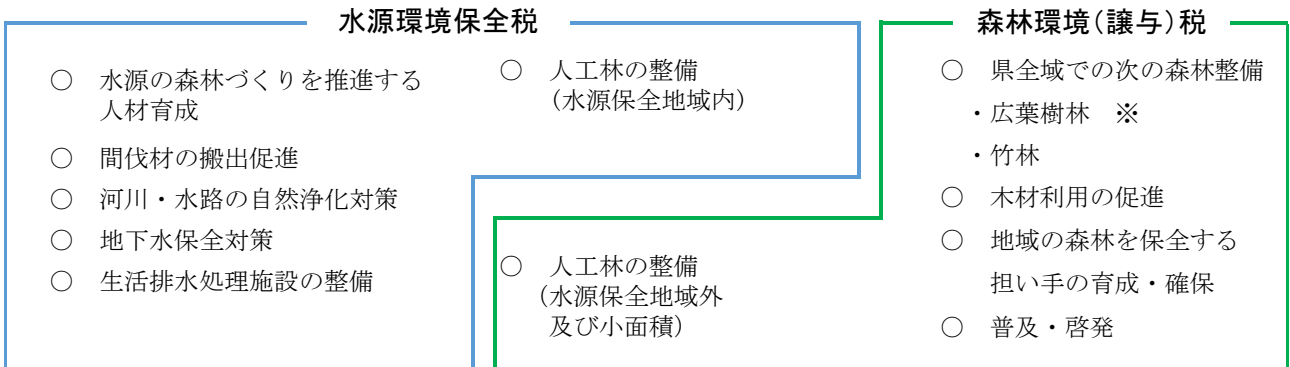 水源環境保全税
○ 水源の森林づくりを推進する
人材育成
○ 間伐材の搬出促進
○ 河川・水路の自然浄化対策
○ 地下水保全対策
○ 生活排水処理施設の整備
○ 人工林の整備
(水源保全地域内)
○ 人工林の整備
(水源保全地域外
及び小面積)
森林環境(譲与)税
○ 県全域での次の森林整備
・広葉樹林 ※
・竹林
○ 木材利用の促進
○ 地域の森林を保全する
担い手の育成・確保
○ 普及・啓発